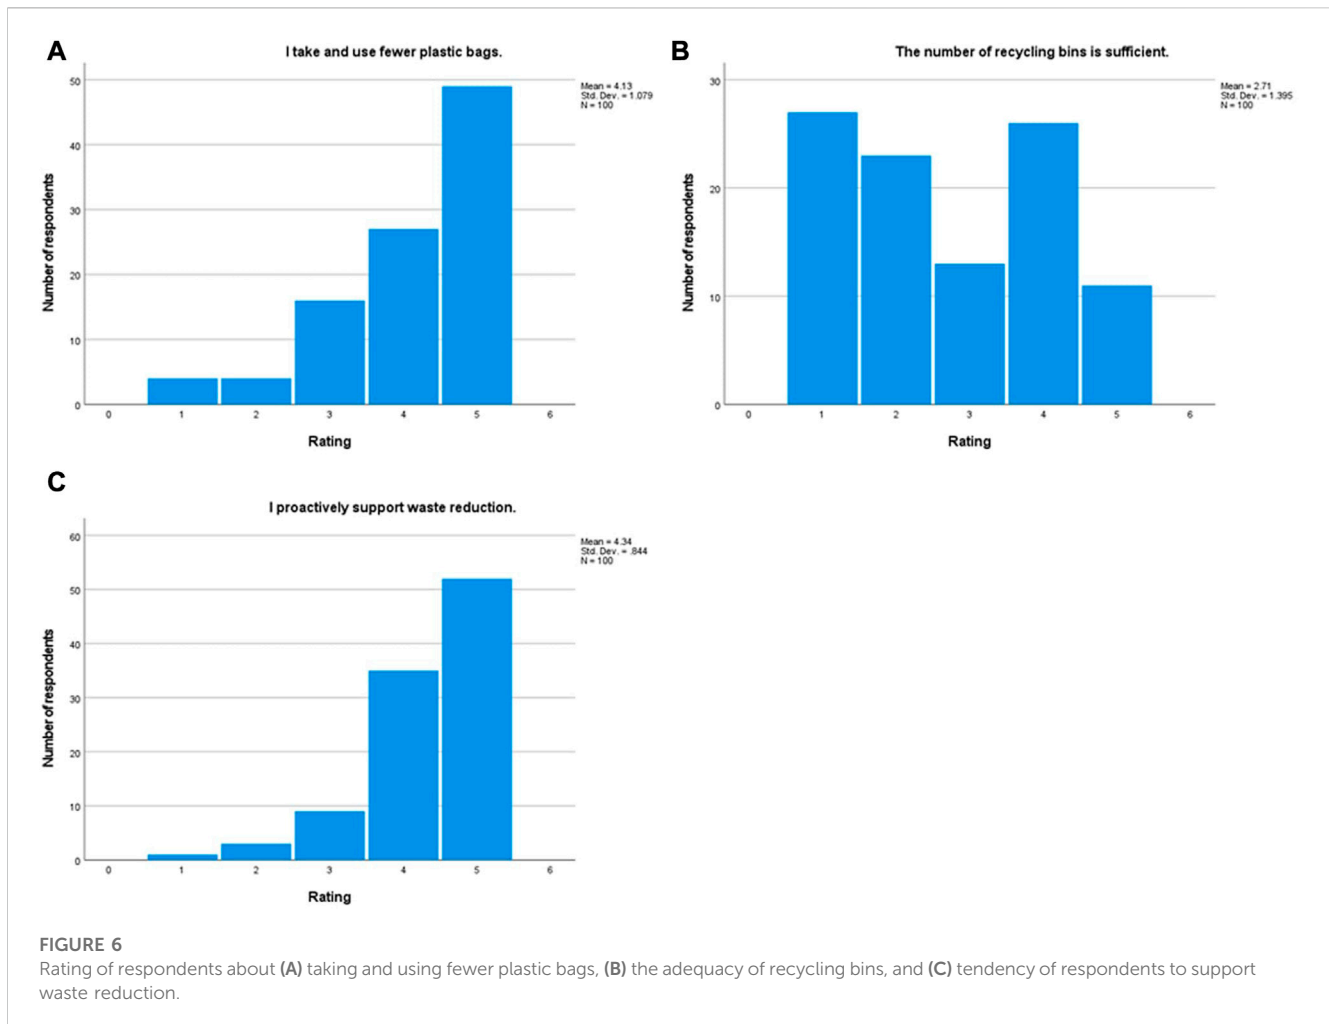 A
I take and use fewer plastic bags.
Mean = 4.13
Std. Dev. = 1.079
N = 100
50
40
30
20
10
0
Number of respondents
0 1 2 3 4 5 6
Rating
B
The number of recycling bins is sufficient.
Mean = 2.71
Std. Dev. = 1.395
N = 100
30
20
10
0
Number of respondents
0 1 2 3 4 5 6
Rating
C
I proactively support waste reduction.
Mean = 4.34
Std. Dev. = .844
N = 100
60
50
40
30
20
10
0
Number of respondents
0 1 2 3 4 5 6
Rating
FIGURE 6
Rating of respondents about (A) taking and using fewer plastic bags, (B) the adequacy of recycling bins, and (C) tendency of respondents to support
waste reduction.